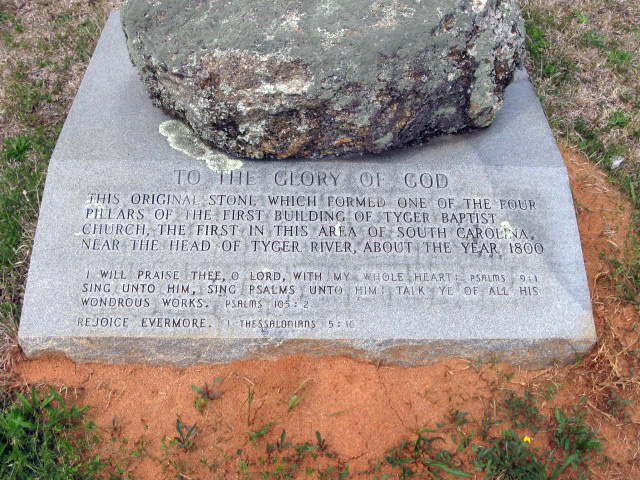 TO THE GLORY OF GOD
THIS ORIGINAL STONE WHICH FORMED ONE OF THE FOUR
PILLARS OF THE FIRST BUILDING OF TYGER BAPTIST
CHURCH, THE FIRST IN THIS AREA OF SOUTH CAROLINA,
NEAR THE HEAD OF TYGER RIVER, ABOUT THE YEAR 1800
I WILL PRAISE THEE, O LORD, WITH MY WHOLE HEART: PSALMS 9:1
SING UNTO HIM, SING PSALMS UNTO HIM: TALK YE OF ALL HIS
WONDROUS WORKS. PSALMS 105:2
REJOICE EVERMORE. I THESSALONIANS 5:16